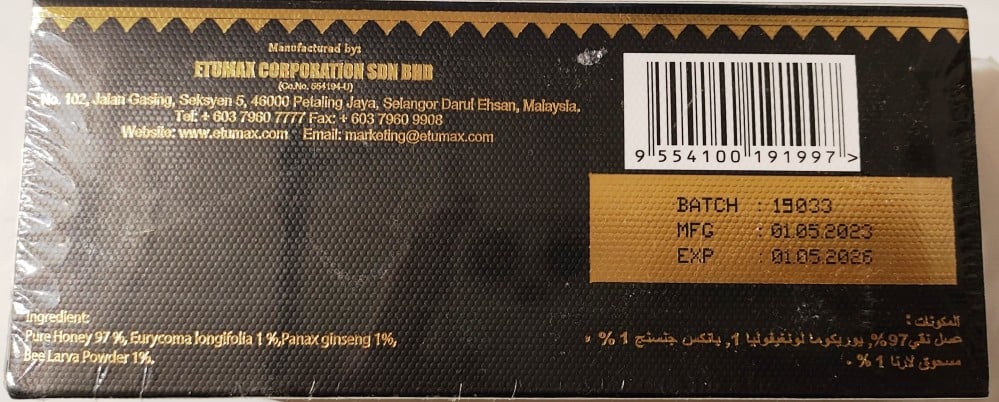 Manufactured by:
ETUMAX CORPORATION SDN BHD
(Co.No. 554194-U)
No. 102, Jalan Gasing, Seksyen 5, 46000 Petaling Jaya, Selangor Darul Ehsan, Malaysia.
Tel: + 603 7960 7777 Fax: + 603 7960 9908
Website: www.etumax.com Email: marketing@etumax.com
9 554100 191997 >
BATCH : 15033
MFG : 01.05.2023
EXP : 01.05.2026
Ingredient:
Pure Honey 97 %, Eurycoma longifolia 1 %,Panax ginseng 1%,
Bee Larva Powder 1%.
المكونات :
عسل نقي97 %, يوريكوما لونغيفوليا 1, بانكس جنسنج 1 % ،
مسحوق لارنا 1 % .